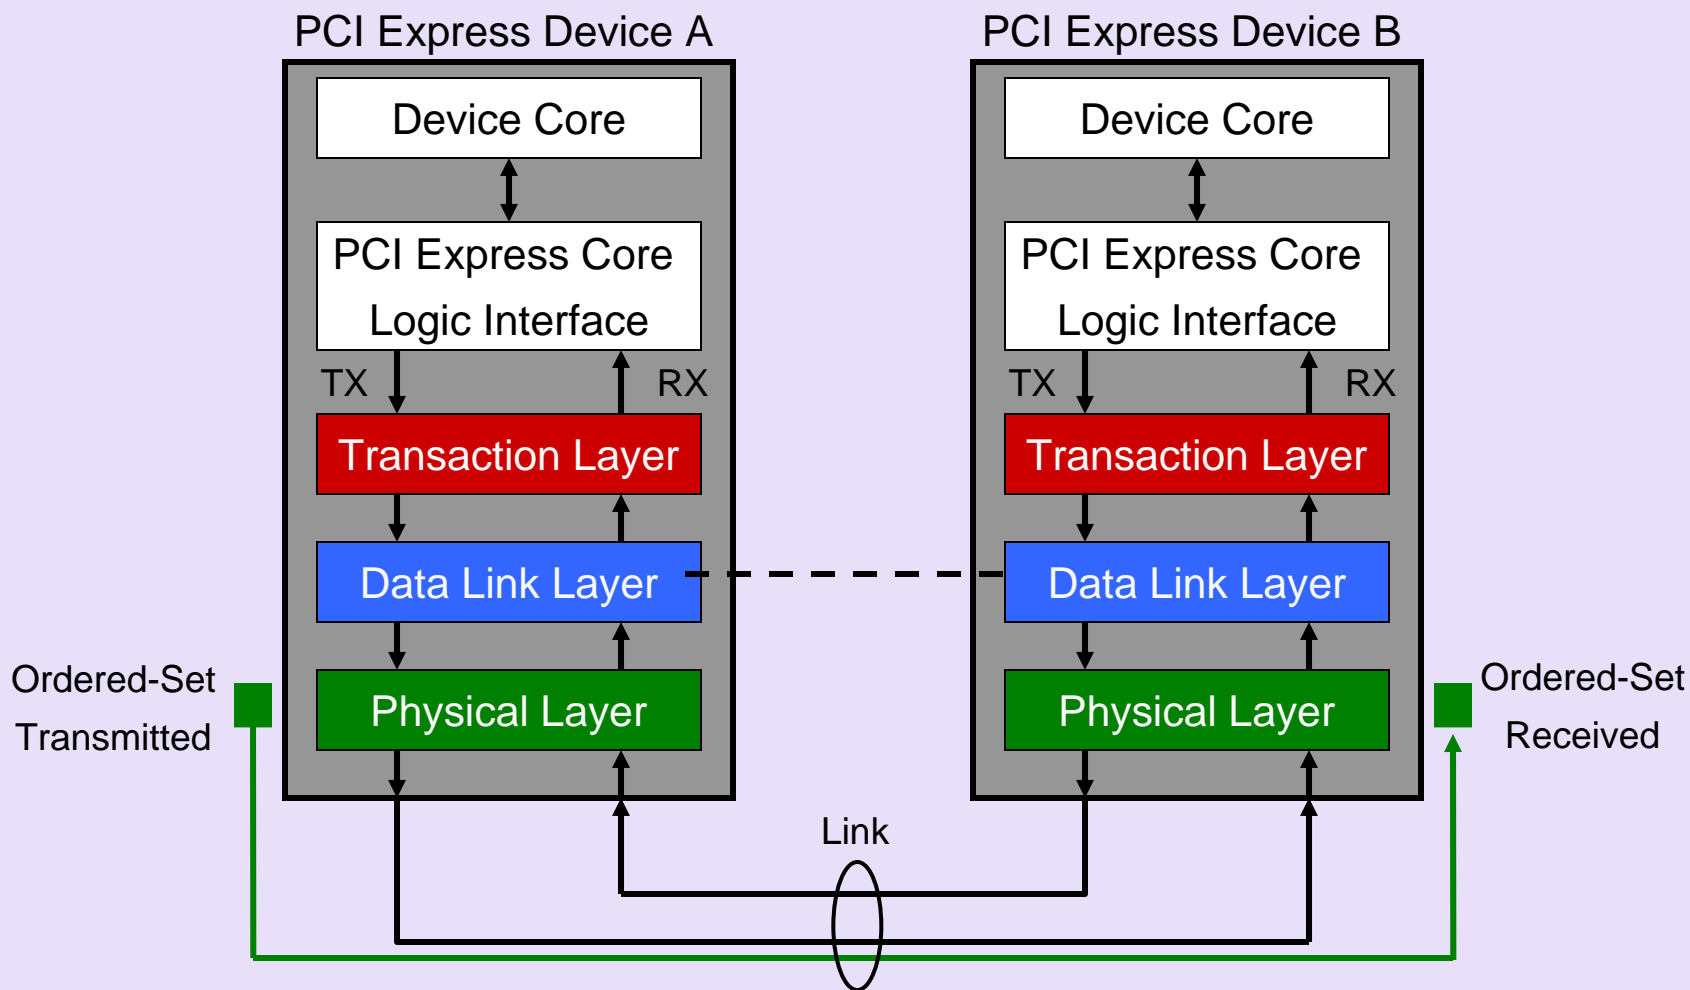 PCI Express Device A
PCI Express Device B
Device Core
Device Core
PCI Express Core
Logic Interface
PCI Express Core
Logic Interface
TX
RX
TX
RX
Transaction Layer
Transaction Layer
Data Link Layer
Data Link Layer
Ordered-Set
Transmitted
Physical Layer
Physical Layer
Ordered-Set
Received
Link